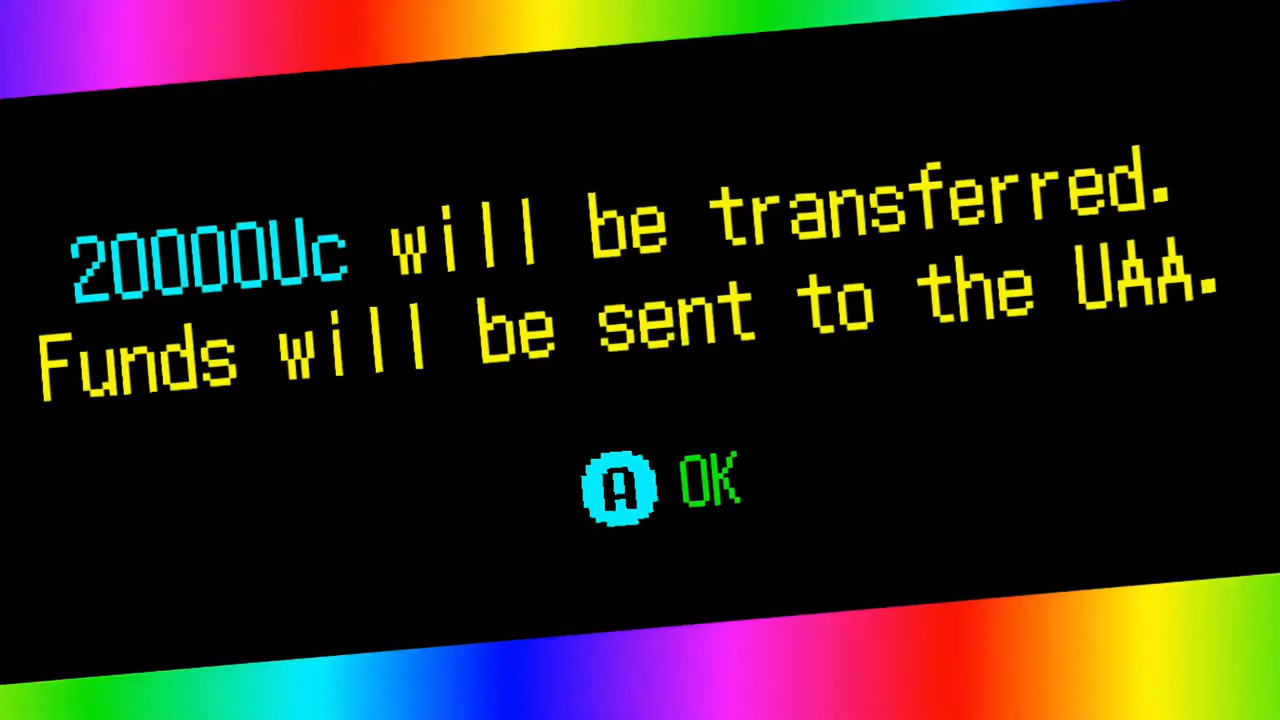 20000Uc will be transferred.
Funds will be sent to the UAA.
A OK